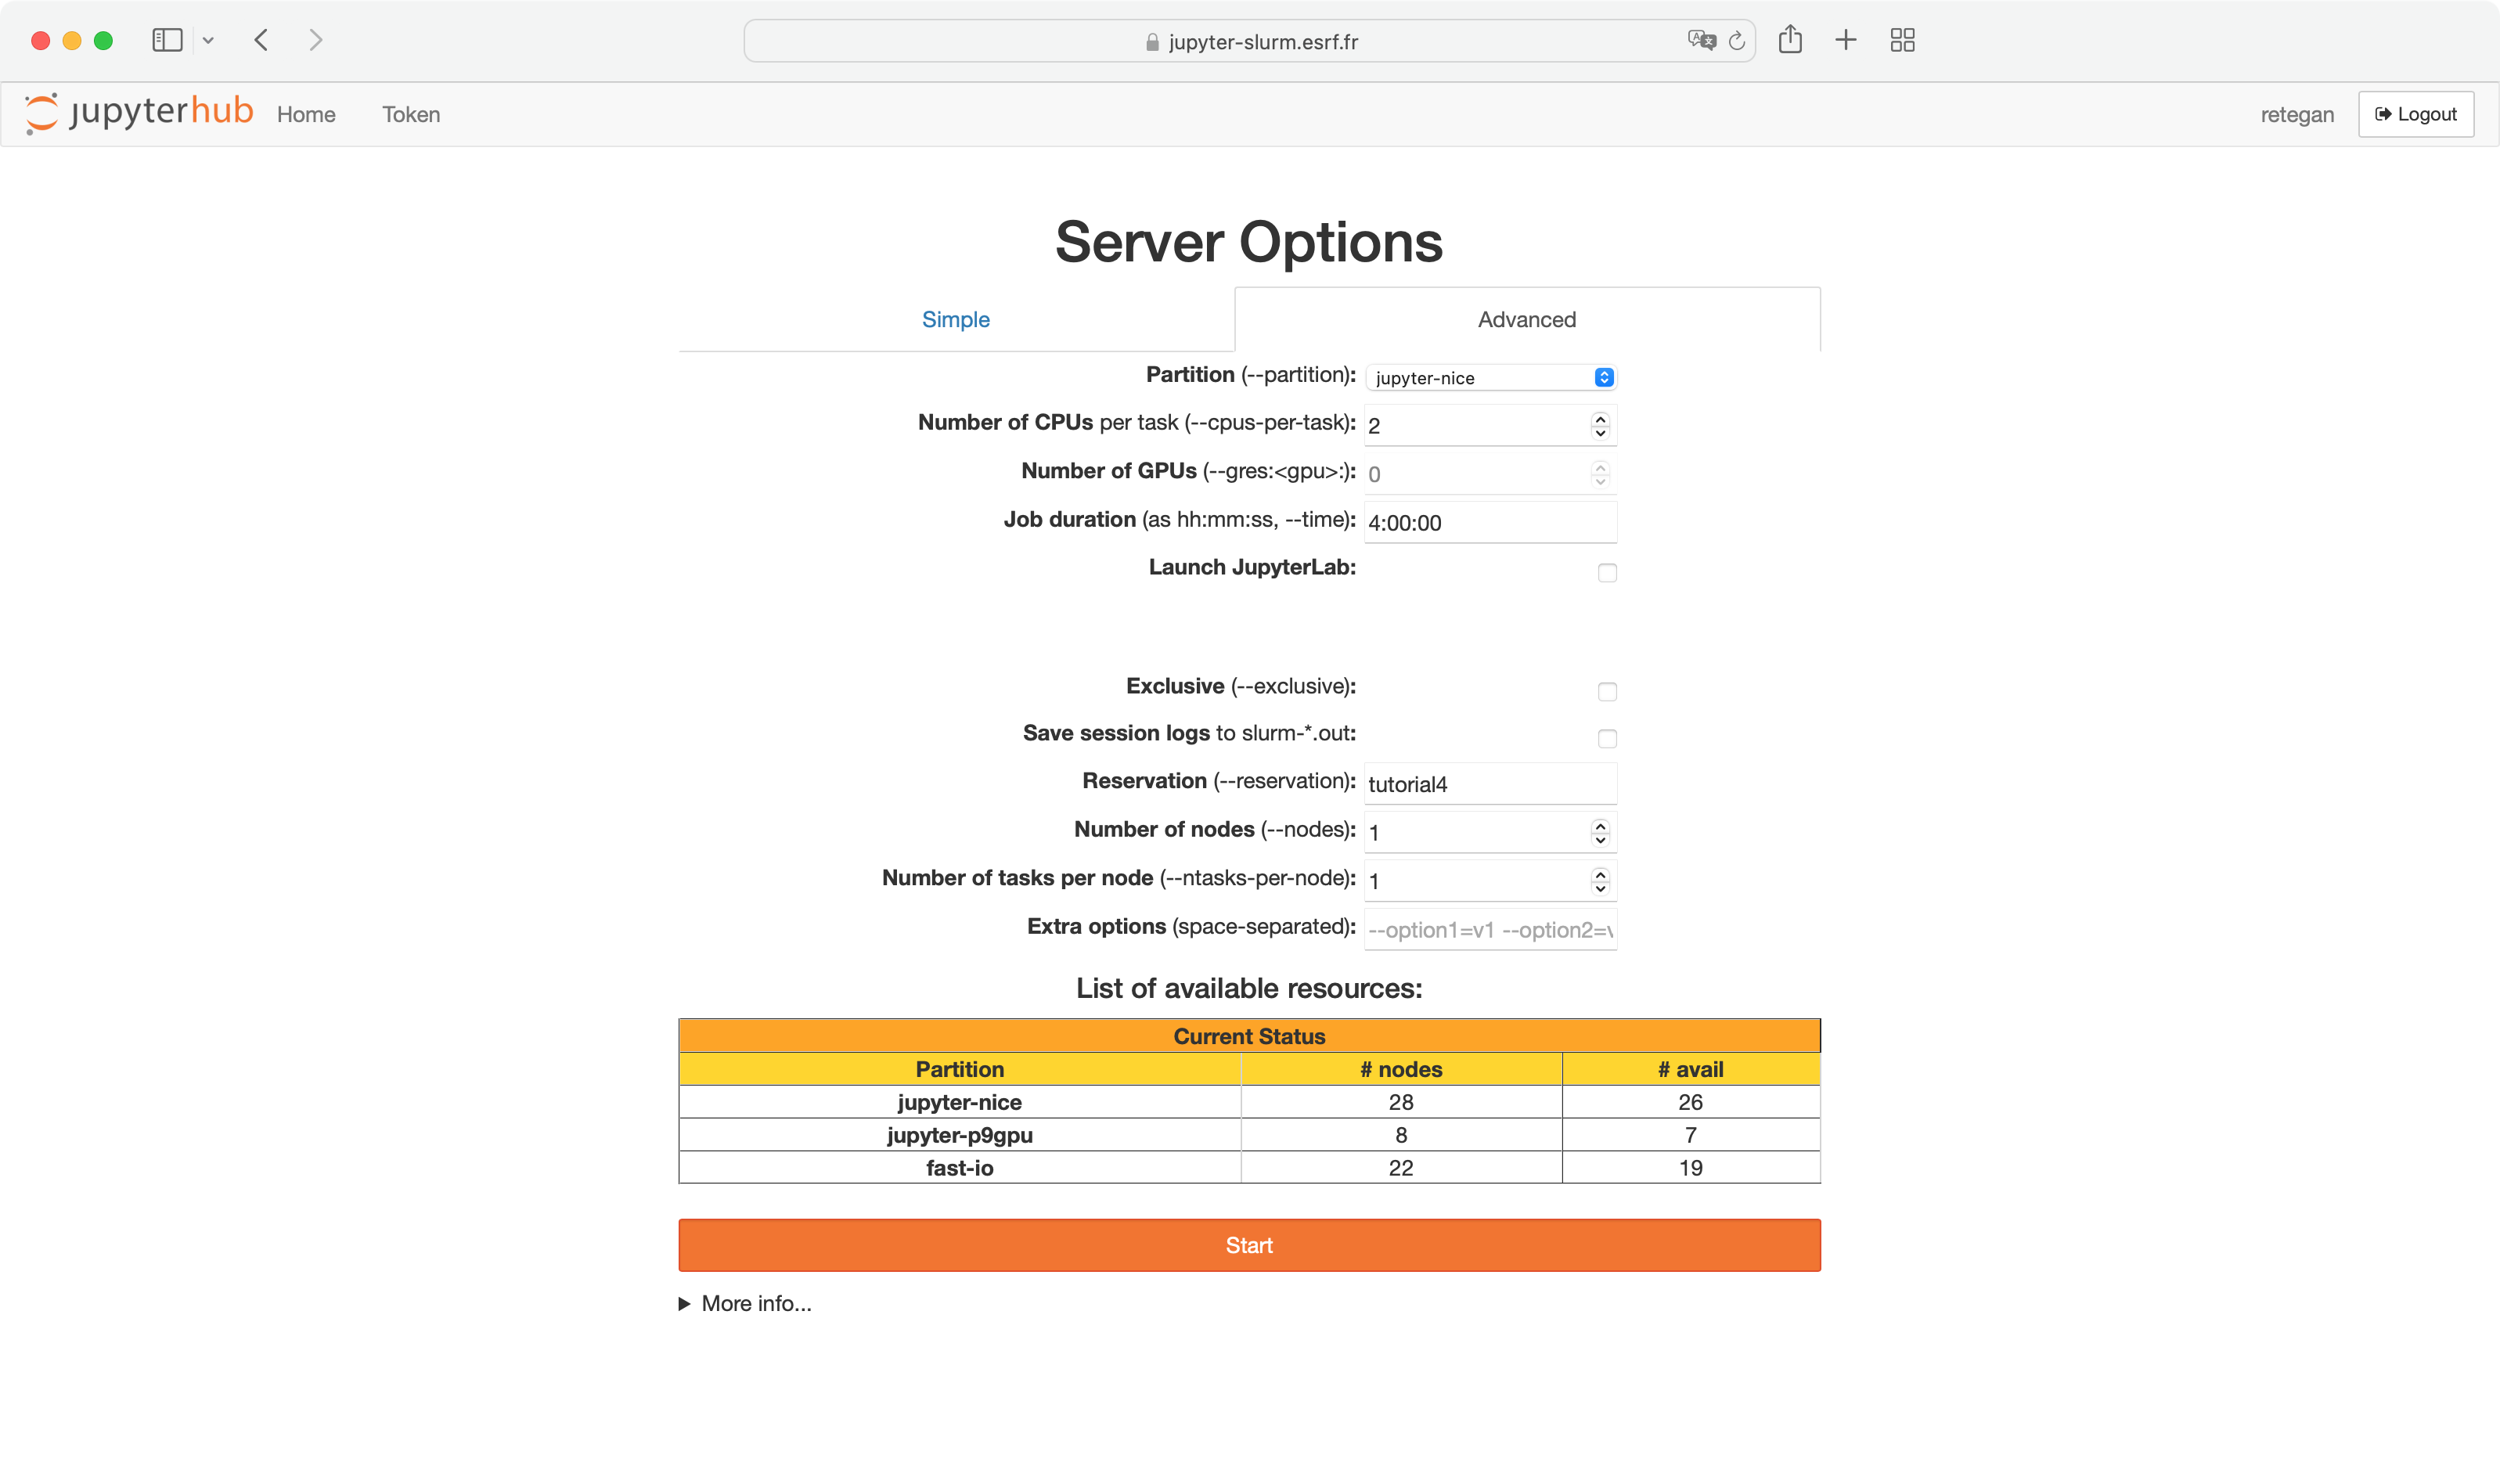 jupyter-slurm.esrf.fr
jupyterhub Home Token retegan Logout
Server Options
Simple Advanced
Partition (--partition): jupyter-nice
Number of CPUs per task (--cpus-per-task): 2
Number of GPUs (--gres:<gpu>:): 0
Job duration (as hh:mm:ss, --time): 4:00:00
Launch JupyterLab:
Exclusive (--exclusive):
Save session logs to slurm-*.out:
Reservation (--reservation): tutorial4
Number of nodes (--nodes): 1
Number of tasks per node (--ntasks-per-node): 1
Extra options (space-separated): --option1=v1 --option2=
List of available resources:
Current Status
Partition # nodes # avail
jupyter-nice 28 26
jupyter-p9gpu 8 7
fast-io 22 19
Start
More info...